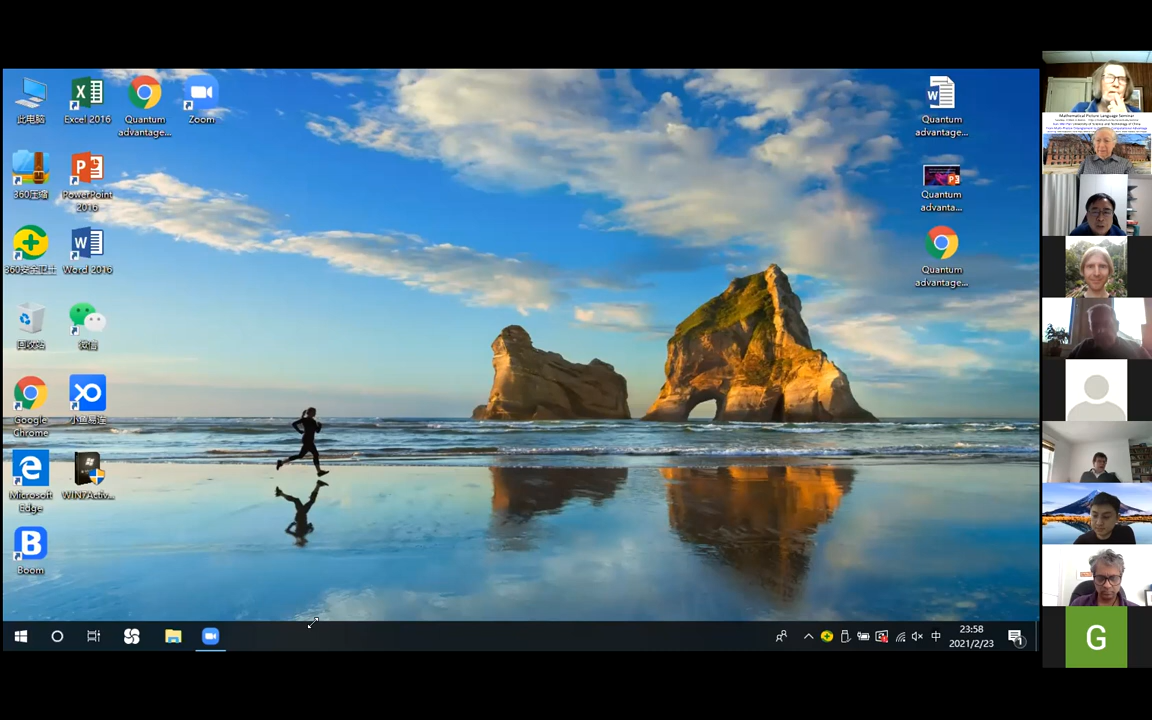 此电脑
Excel 2016
Quantum
advantage...
Zoom
Quantum
advantage...
360压缩
PowerPoint
2016
Quantum
advanta...
360安全卫士
Word 2016
Quantum
advantage...
回收站
微信
Google
Chrome
小鱼易连
Microsoft
Edge
WIN7Activ...
Boom
中
23:58
2021/2/23
1
Mathematical Picture Language Seminar
G